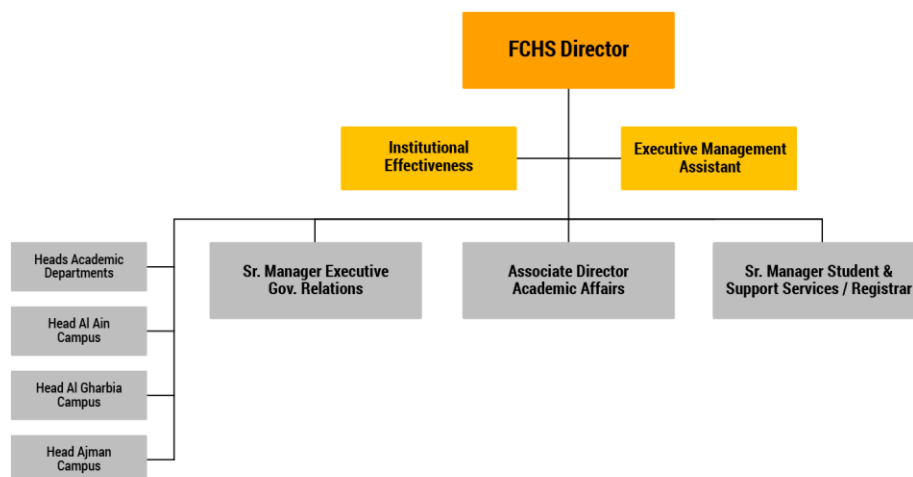 FCHS Director
Institutional
Effectiveness
Executive Management
Assistant
Heads Academic
Departments
Head Al Ain
Campus
Head Al Gharbia
Campus
Head Ajman
Campus
Sr. Manager Executive
Gov. Relations
Associate Director
Academic Affairs
Sr. Manager Student &
Support Services / Registrar